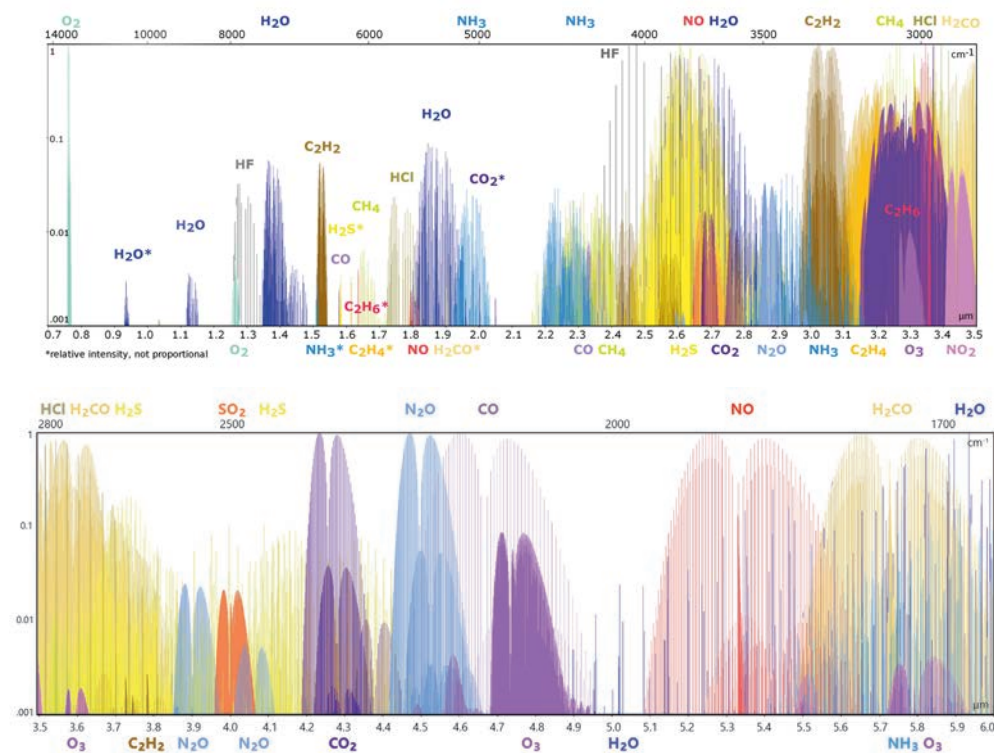 O2 H2O NH3 NH3 NO H2O C2H2 CH4 HCl H2CO
14000 10000 8000 6000 5000 4000 3500 3000
1 HF cm-1
0.1 H2O
C2H2
HF HCl CO2*
CH4 C2H6
H2O H2S*
0.01
H2O* CO
C2H6*
.001 µm
0.7 0.8 0.9 1.0 1.1 1.2 1.3 1.4 1.5 1.6 1.7 1.8 1.9 2.0 2.1 2.2 2.3 2.4 2.5 2.6 2.7 2.8 2.9 3.0 3.1 3.2 3.3 3.4 3.5
*relative intensity, not proportional O2 NH3* C2H4* NO H2CO* CO CH4 H2S CO2 N2O NH3 C2H4 O3 NO2
HCl H2CO H2S SO2 H2S N2O CO NO H2CO H2O
2800 2500 2000 1700
1 cm-1
0.1
0.01
.001 µm
3.5 3.6 3.7 3.8 3.9 4.0 4.1 4.2 4.3 4.4 4.5 4.6 4.7 4.8 4.9 5.0 5.1 5.2 5.3 5.4 5.5 5.6 5.7 5.8 5.9 6.0
O3 C2H2 N2O N2O CO2 O3 H2O NH3 O3